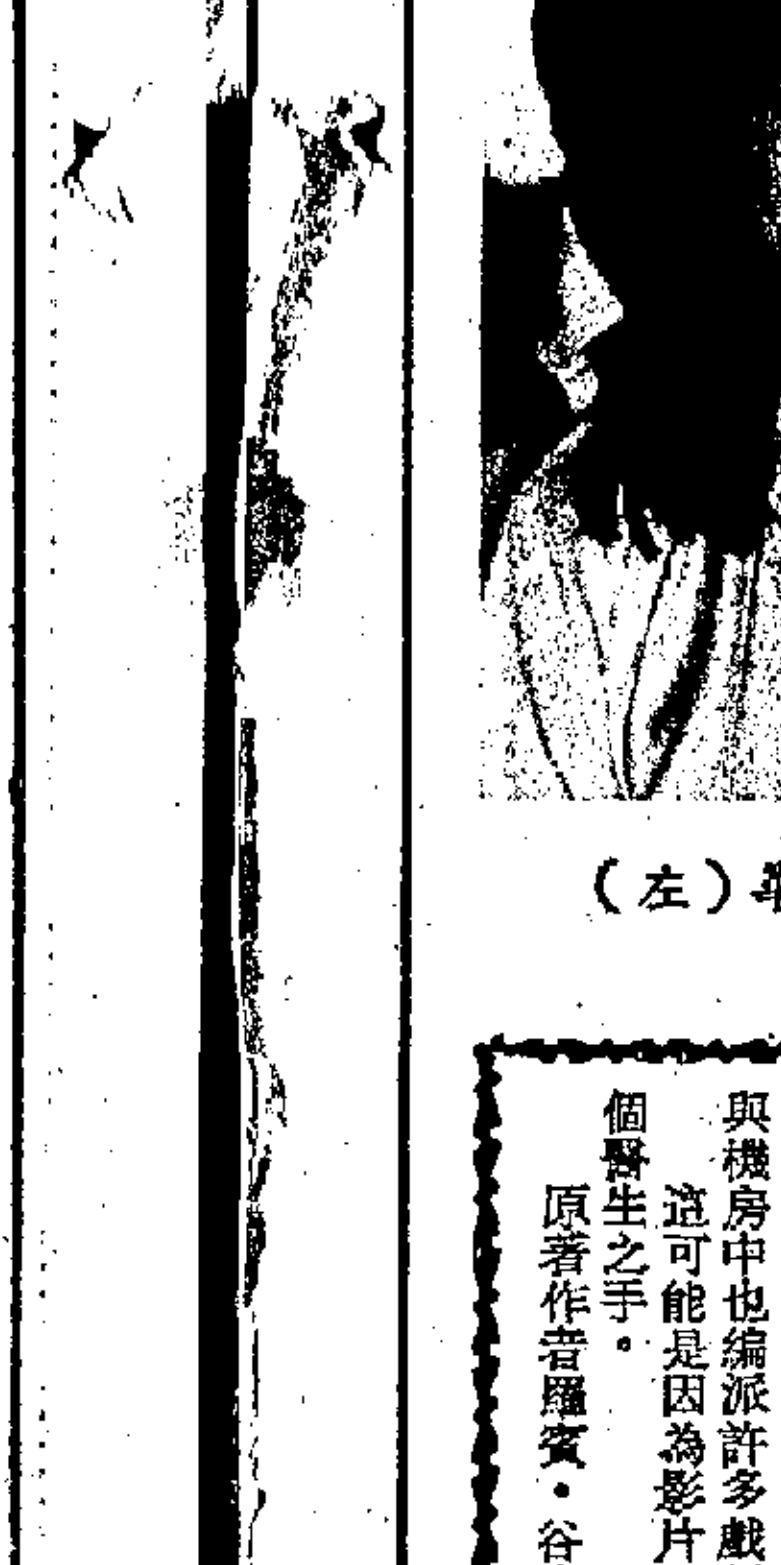 （左）
與機房中也編派許多戲
這可能是因為影片
個醫生之手。
原著作者羅賓・谷